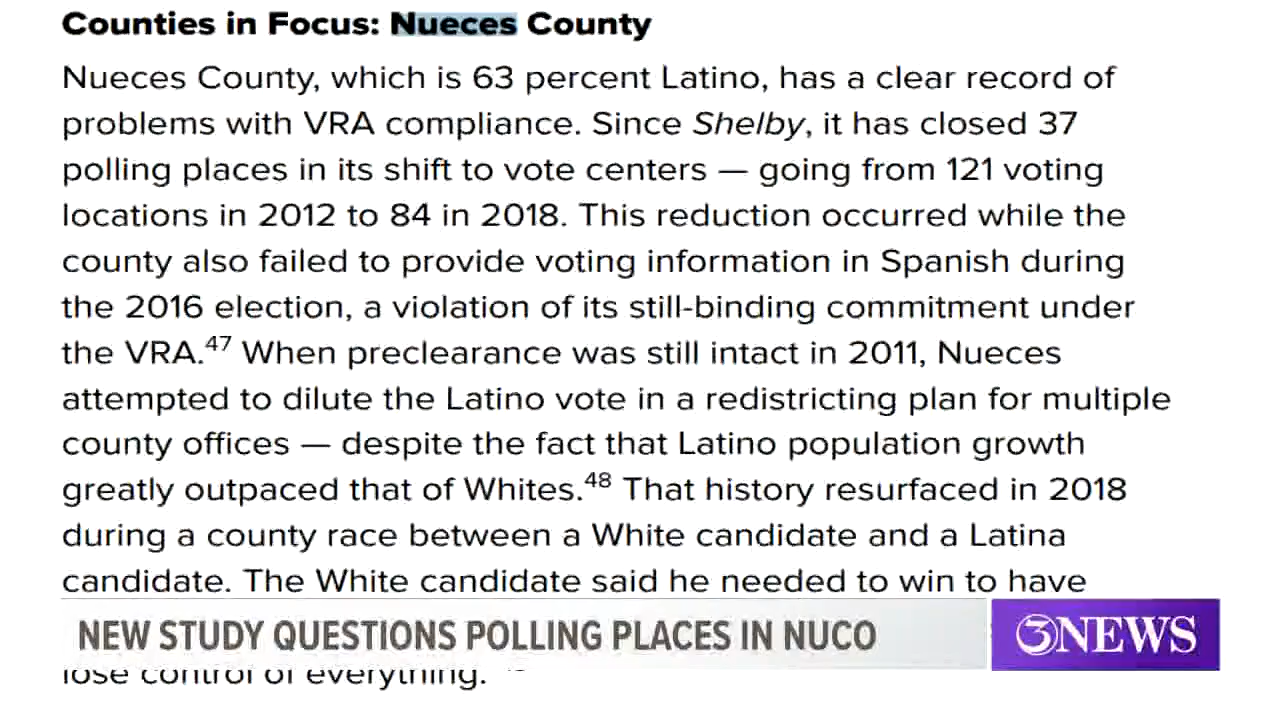 Counties in Focus: Nueces County
Nueces County, which is 63 percent Latino, has a clear record of
problems with VRA compliance. Since Shelby, it has closed 37
polling places in its shift to vote centers — going from 121 voting
locations in 2012 to 84 in 2018. This reduction occurred while the
county also failed to provide voting information in Spanish during
the 2016 election, a violation of its still-binding commitment under
the VRA.47 When preclearance was still intact in 2011, Nueces
attempted to dilute the Latino vote in a redistricting plan for multiple
county offices — despite the fact that Latino population growth
greatly outpaced that of Whites.48 That history resurfaced in 2018
during a county race between a White candidate and a Latina
candidate. The White candidate said he needed to win to have
NEW STUDY QUESTIONS POLLING PLACES IN NUCO
3NEWS
lose control of everything.